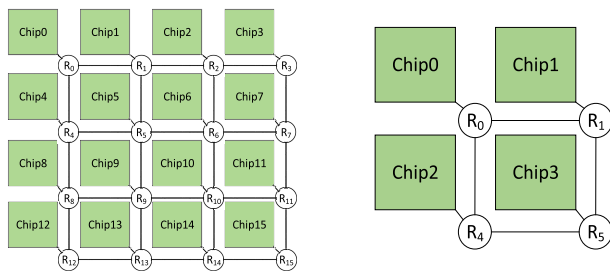 Chip0 Chip1 Chip2 Chip3
R0 R1 R2 R3
Chip4 Chip5 Chip6 Chip7
R4 R5 R6 R7
Chip8 Chip9 Chip10 Chip11
R8 R9 R10 R11
Chip12 Chip13 Chip14 Chip15
R12 R13 R14 R15
Chip0 Chip1
R0 R1
Chip2 Chip3
R4 R5